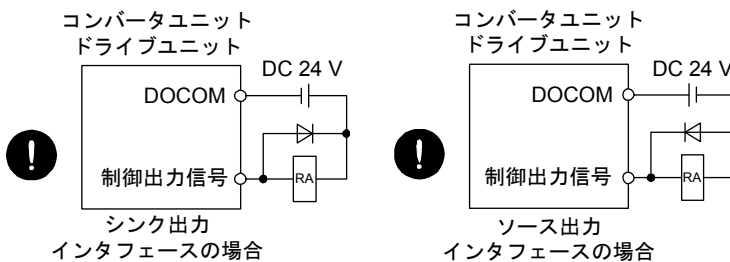 コンバータユニット
ドライブユニット
DC 24 V
DOCOM
制御出力信号
RA
シンク出力
インタフェースの場合
コンバータユニット
ドライブユニット
DC 24 V
DOCOM
制御出力信号
RA
ソース出力
インタフェースの場合